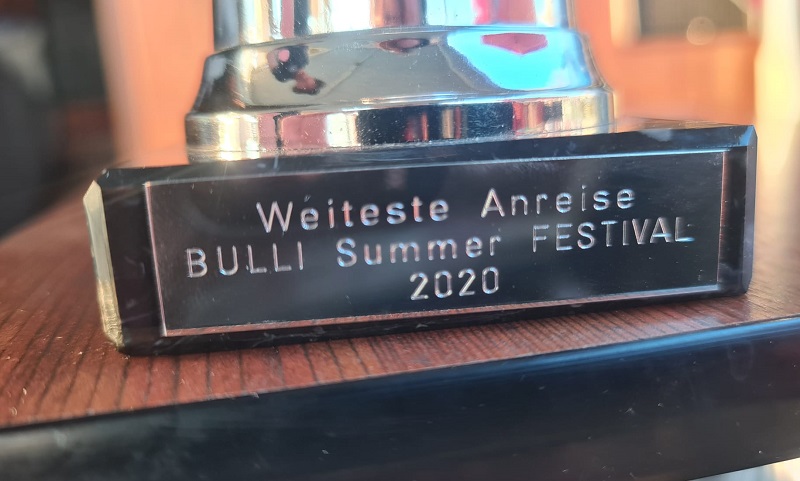 Weiteste Anreise
BULLI Summer FESTIVAL
2020